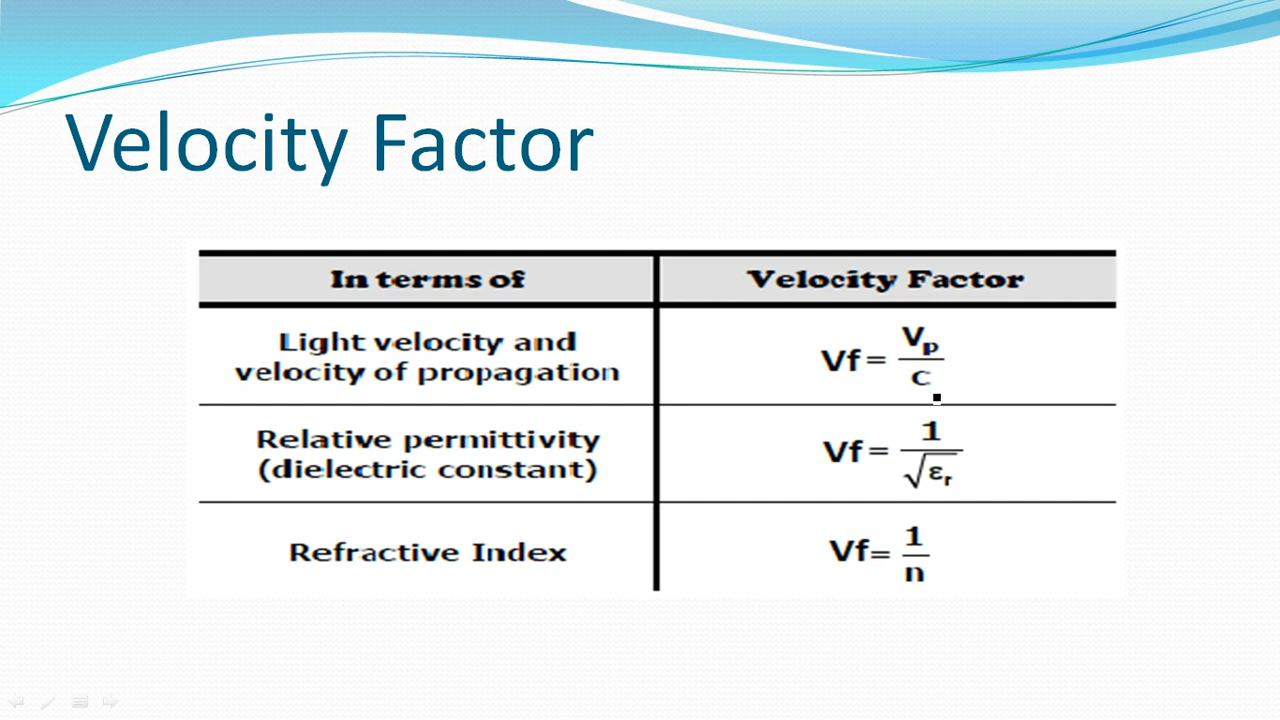 Velocity Factor
In terms of
Velocity Factor
Light velocity and
velocity of propagation
Vf = Vp / C
Relative permittivity
(dielectric constant)
Vf = 1 / √εr
Refractive Index
Vf = 1 / n